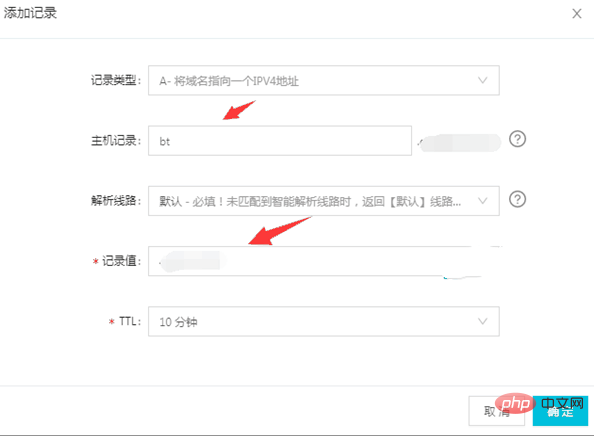 添加记录
记录类型: A- 将域名指向一个IPV4地址
主机记录: bt
解析线路: 默认 - 必填！未匹配到智能解析线路时，返回【默认】线路...
* 记录值:
* TTL: 10 分钟
取消 确定
php 中文网